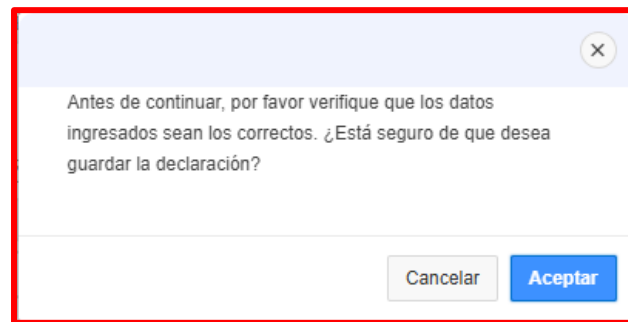 Antes de continuar, por favor verifique que los datos
ingresados sean los correctos. ¿Está seguro de que desea
guardar la declaración?
Cancelar Aceptar